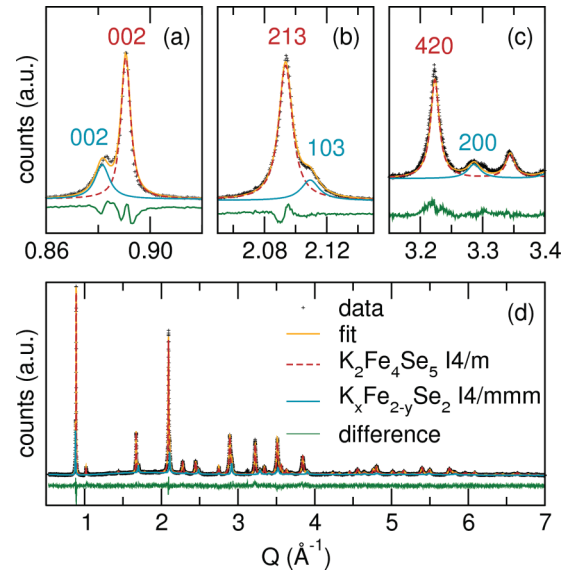 002 (a)
002
213 (b)
103
420 (c)
200
counts (a.u.)
0.86 0.90
2.08 2.12
3.2 3.3 3.4
(d)
data
fit
K₂Fe₄Se₅ I4/m
KₓFe₂₋ᵧSe₂ I4/mmm
difference
counts (a.u.)
1 2 3 4 5 6 7
Q (Å⁻¹)